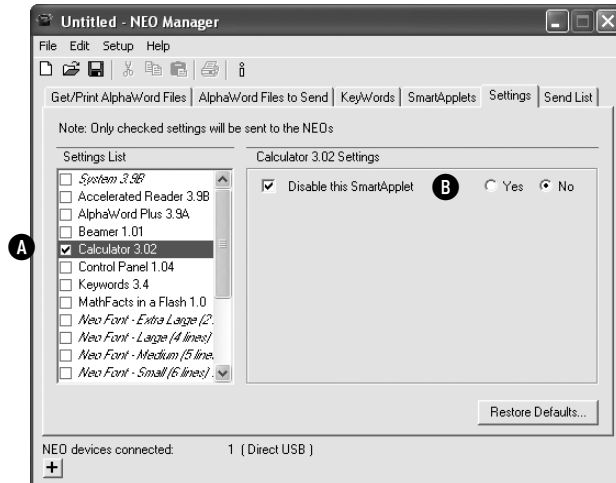 Untitled - NEO Manager
File Edit Setup Help
Get/Print AlphaWord Files AlphaWord Files to Send KeyWords SmartApplets Settings Send List
Note: Only checked settings will be sent to the NEOs
Settings List
System 3.9B
Accelerated Reader 3.9B
AlphaWord Plus 3.9A
Beamer 1.01
Calculator 3.02
Control Panel 1.04
Keywords 3.4
MathFacts in a Flash 1.0
Neo Font - Extra Large (2
Neo Font - Large (4 lines)
Neo Font - Medium (5 line
Neo Font - Small (6 lines)
A
Calculator 3.02 Settings
Disable this SmartApplet B Yes No
Restore Defaults...
NEO devices connected: 1 (Direct USB)